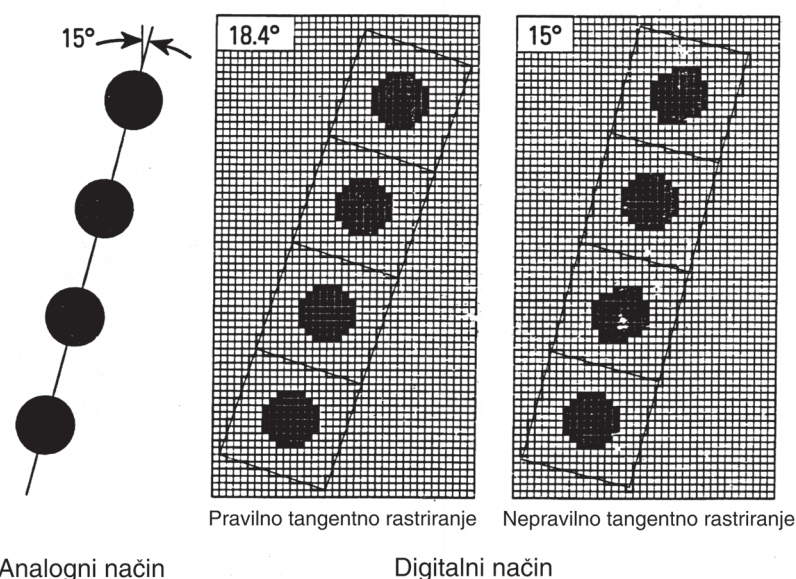 15°
18.4°
15°
Pravilno tangentno rastriranje
Nepravilno tangentno rastriranje
Analogni način
Digitalni način